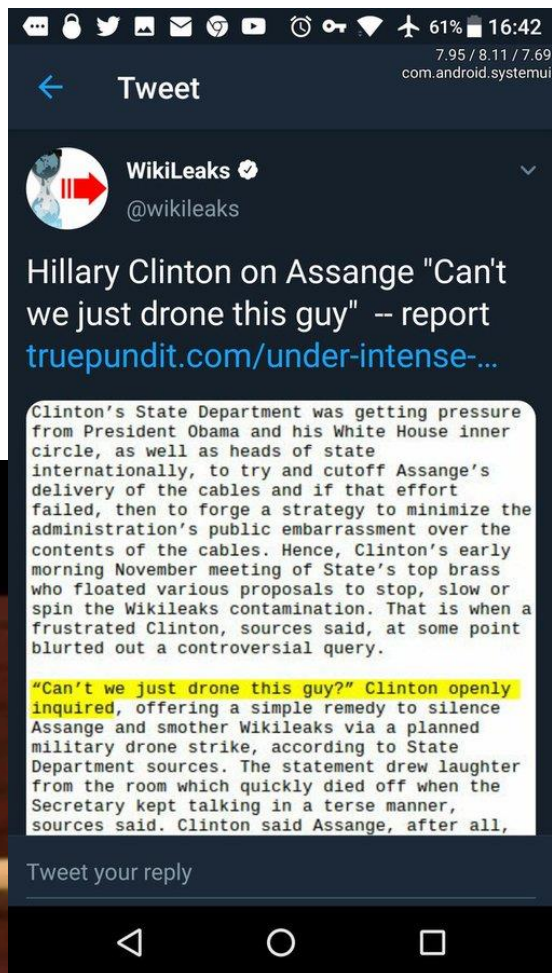 61% 16:42
7.95 / 8.11 / 7.69
com.android.systemui
Tweet
WikiLeaks
@wikileaks
Hillary Clinton on Assange "Can't
we just drone this guy" -- report
truepundit.com/under-intense-...
Clinton's State Department was getting pressure
from President Obama and his White House inner
circle, as well as heads of state
internationally, to try and cutoff Assange's
delivery of the cables and if that effort
failed, then to forge a strategy to minimize the
administration's public embarrassment over the
contents of the cables. Hence, Clinton's early
morning November meeting of State's top brass
who floated various proposals to stop, slow or
spin the Wikileaks contamination. That is when a
frustrated Clinton, sources said, at some point
blurted out a controversial query.
“Can't we just drone this guy?” Clinton openly
inquired, offering a simple remedy to silence
Assange and smother Wikileaks via a planned
military drone strike, according to State
Department sources. The statement drew laughter
from the room which quickly died off when the
Secretary kept talking in a terse manner,
sources said. Clinton said Assange, after all,
Tweet your reply